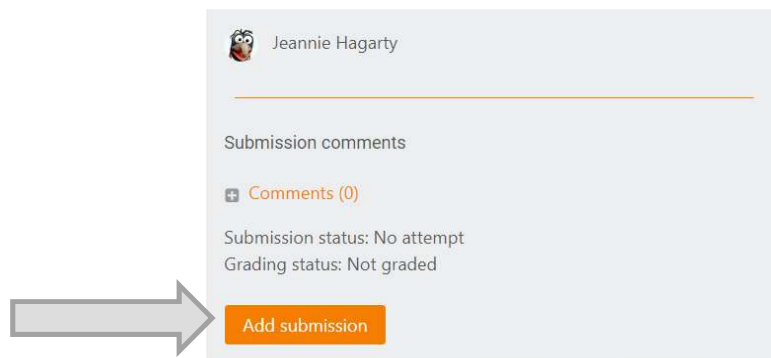 Jeannie Hagarty
Submission comments
Comments (0)
Submission status: No attempt
Grading status: Not graded
Add submission